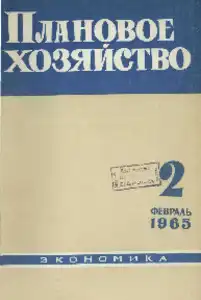 ПЛАНОВОЕ
ХОЗЯЙСТВО
2
ФЕВРАЛЬ
1965
ЭКОНОМИКА